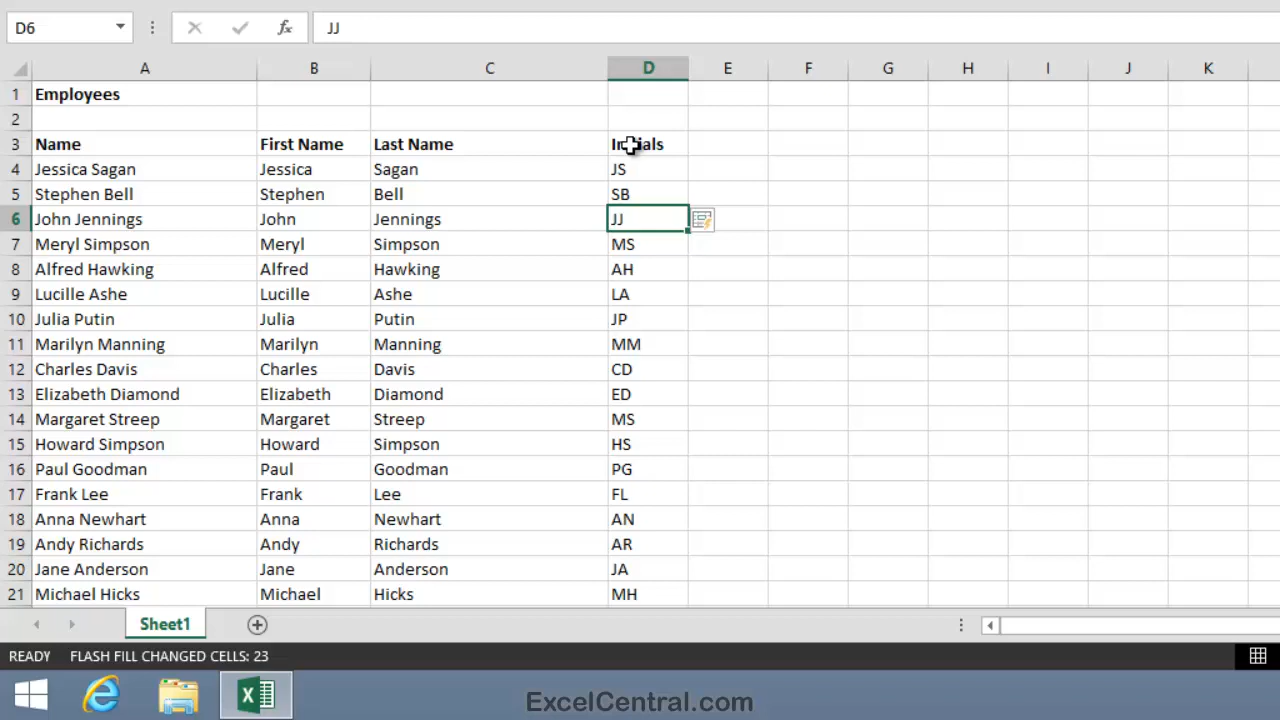 D6 fx JJ
A B C D E F G H I J K
1 Employees
2
3 Name First Name Last Name Initials
4 Jessica Sagan Jessica Sagan JS
5 Stephen Bell Stephen Bell SB
6 John Jennings John Jennings JJ
7 Meryl Simpson Meryl Simpson MS
8 Alfred Hawking Alfred Hawking AH
9 Lucille Ashe Lucille Ashe LA
10 Julia Putin Julia Putin JP
11 Marilyn Manning Marilyn Manning MM
12 Charles Davis Charles Davis CD
13 Elizabeth Diamond Elizabeth Diamond ED
14 Margaret Streep Margaret Streep MS
15 Howard Simpson Howard Simpson HS
16 Paul Goodman Paul Goodman PG
17 Frank Lee Frank Lee FL
18 Anna Newhart Anna Newhart AN
19 Andy Richards Andy Richards AR
20 Jane Anderson Jane Anderson JA
21 Michael Hicks Michael Hicks MH
Sheet1
READY FLASH FILL CHANGED CELLS: 23
ExcelCentral.com